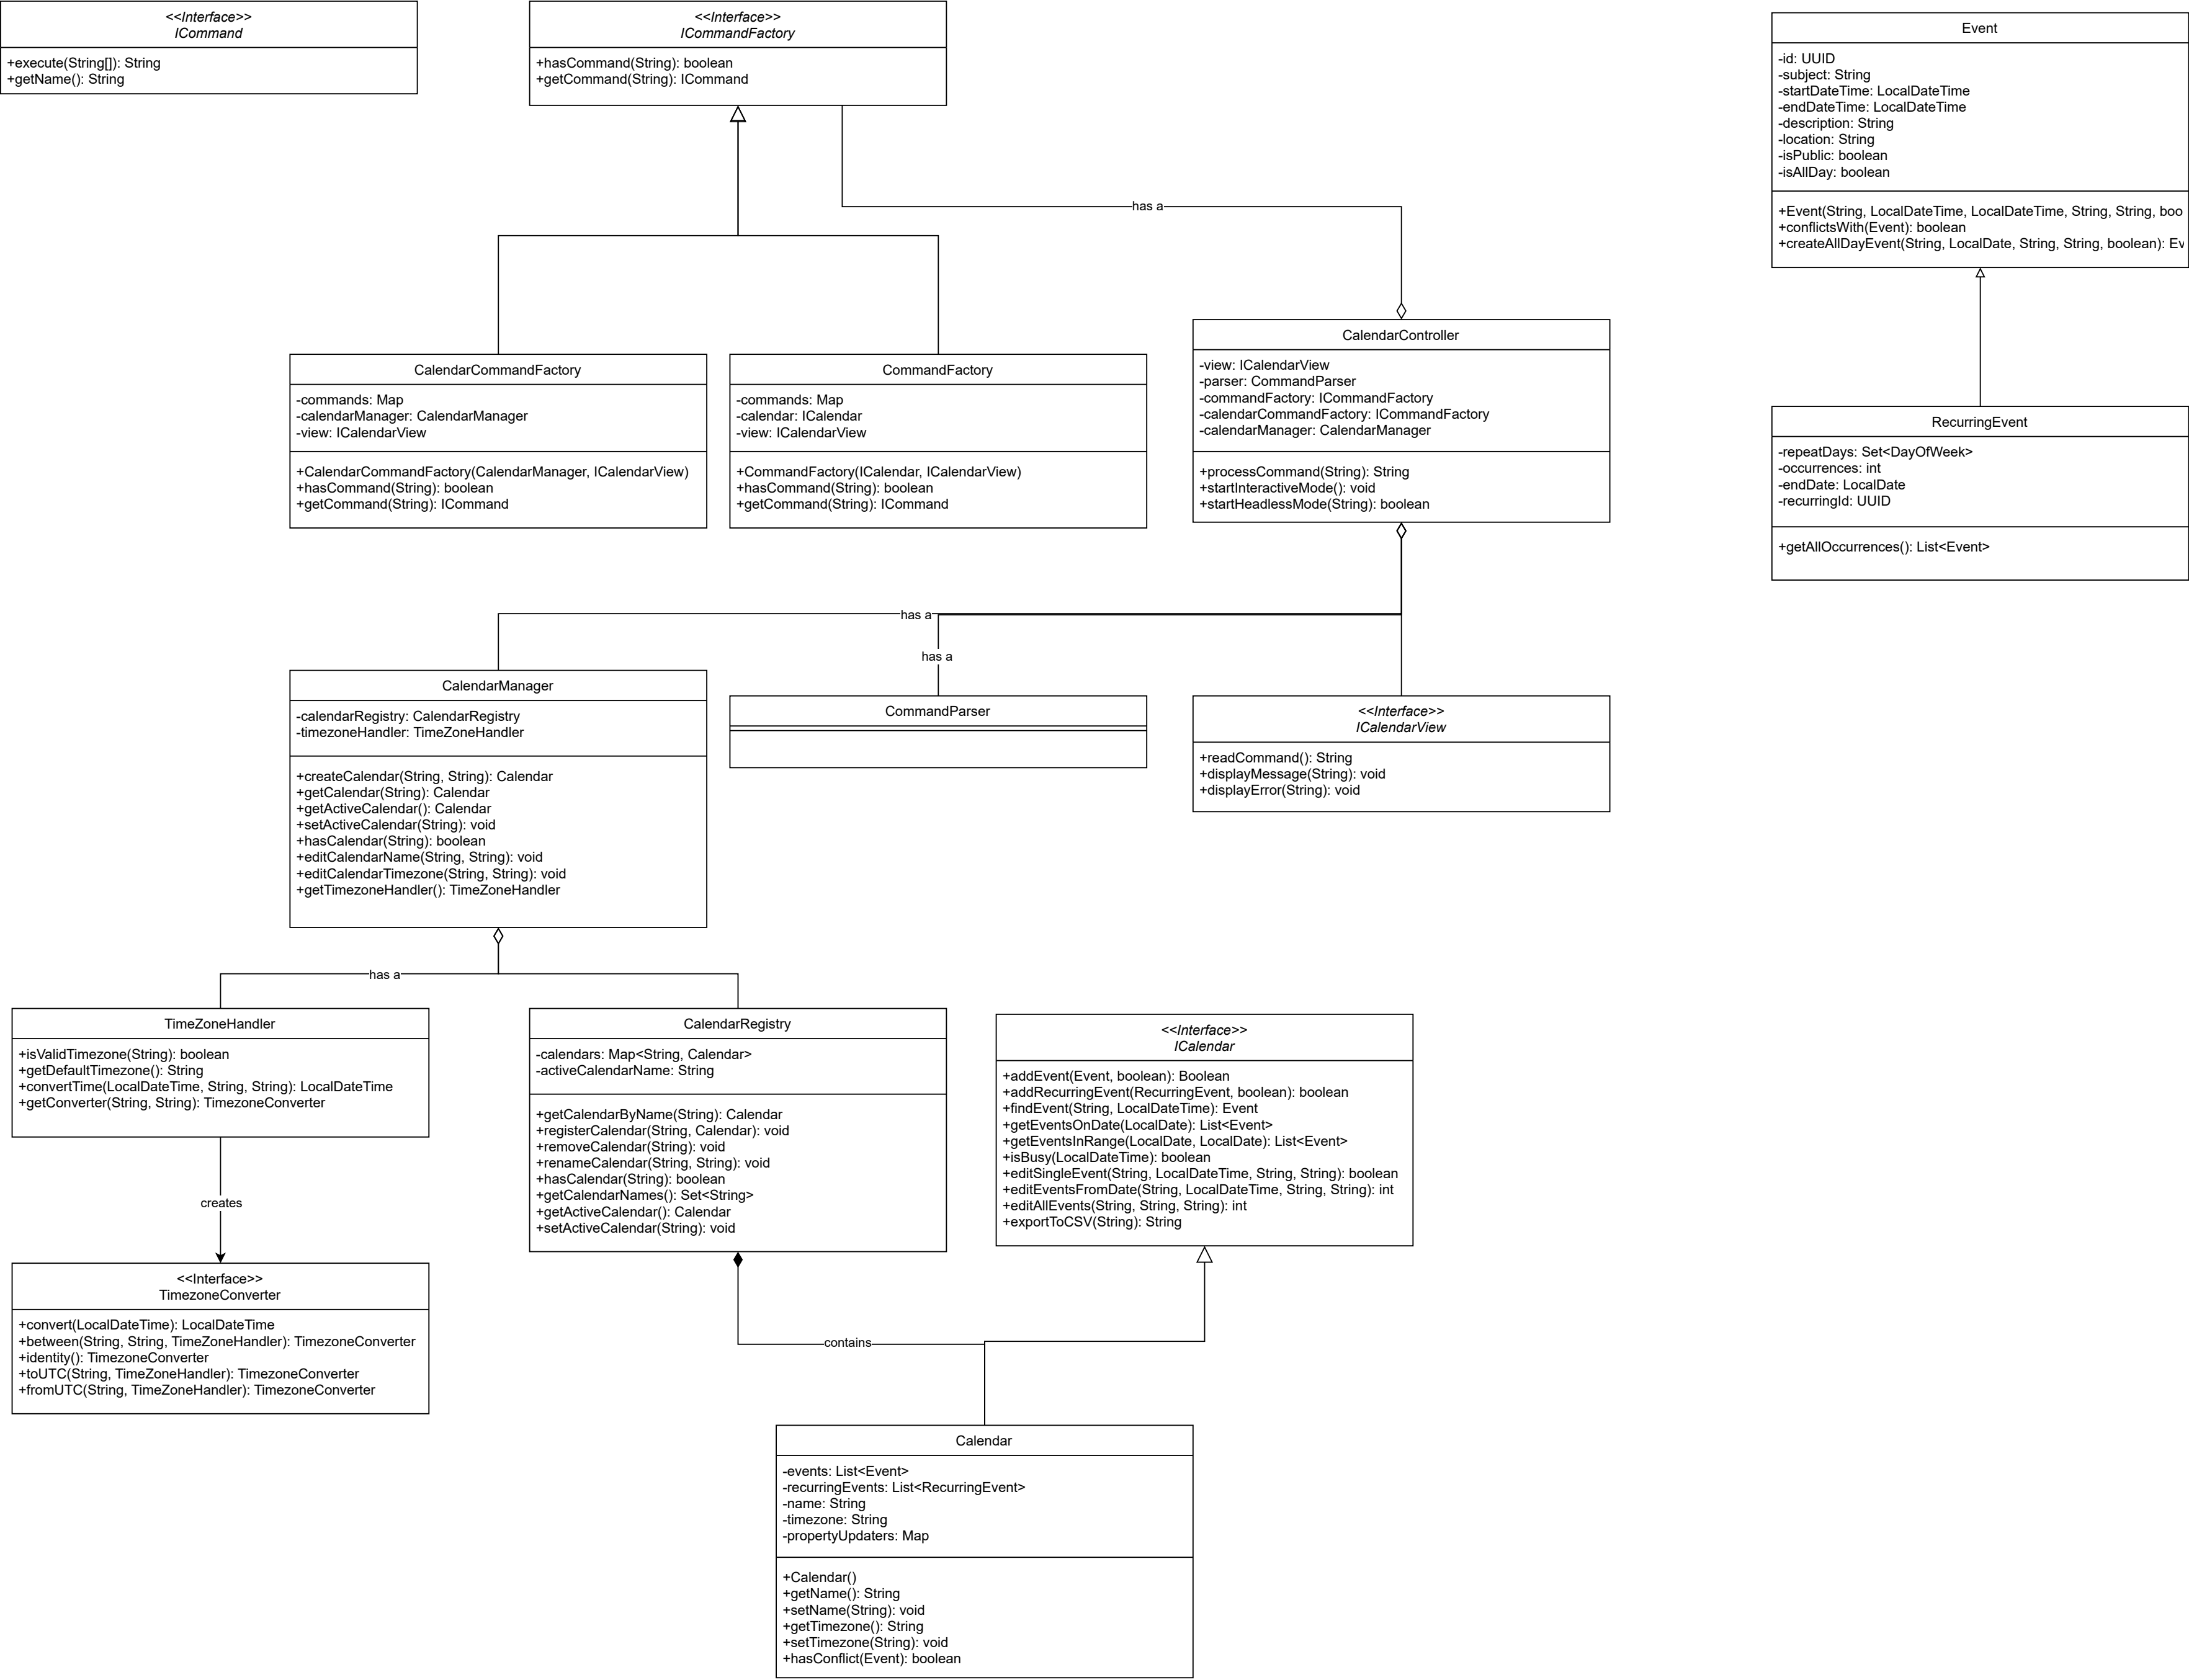 <<Interface>>
ICommand
+execute(String[]): String
+getName(): String
<<Interface>>
ICommandFactory
+hasCommand(String): boolean
+getCommand(String): ICommand
Event
-id: UUID
-subject: String
-startDateTime: LocalDateTime
-endDateTime: LocalDateTime
-description: String
-location: String
-isPublic: boolean
-isAllDay: boolean
+Event(String, LocalDateTime, LocalDateTime, String, String, boo
+conflictsWith(Event): boolean
+createAllDayEvent(String, LocalDate, String, String, boolean): Ev
has a
CalendarCommandFactory
-commands: Map
-calendarManager: CalendarManager
-view: ICalendarView
+CalendarCommandFactory(CalendarManager, ICalendarView)
+hasCommand(String): boolean
+getCommand(String): ICommand
CommandFactory
-commands: Map
-calendar: ICalendar
-view: ICalendarView
+CommandFactory(ICalendar, ICalendarView)
+hasCommand(String): boolean
+getCommand(String): ICommand
CalendarController
-view: ICalendarView
-parser: CommandParser
-commandFactory: ICommandFactory
-calendarCommandFactory: ICommandFactory
-calendarManager: CalendarManager
+processCommand(String): String
+startInteractiveMode(): void
+startHeadlessMode(String): boolean
RecurringEvent
-repeatDays: Set<DayOfWeek>
-occurrences: int
-endDate: LocalDate
-recurringId: UUID
+getAllOccurrences(): List<Event>
has a
has a
CalendarManager
-calendarRegistry: CalendarRegistry
-timezoneHandler: TimeZoneHandler
+createCalendar(String, String): Calendar
+getCalendar(String): Calendar
+getActiveCalendar(): Calendar
+setActiveCalendar(String): void
+hasCalendar(String): boolean
+editCalendarName(String, String): void
+editCalendarTimezone(String, String): void
+getTimezoneHandler(): TimeZoneHandler
CommandParser
<<Interface>>
ICalendarView
+readCommand(): String
+displayMessage(String): void
+displayError(String): void
has a
TimeZoneHandler
+isValidTimezone(String): boolean
+getDefaultTimezone(): String
+convertTime(LocalDateTime, String, String): LocalDateTime
+getConverter(String, String): TimezoneConverter
CalendarRegistry
-calendars: Map<String, Calendar>
-activeCalendarName: String
+getCalendarByName(String): Calendar
+registerCalendar(String, Calendar): void
+removeCalendar(String): void
+renameCalendar(String, String): void
+hasCalendar(String): boolean
+getCalendarNames(): Set<String>
+getActiveCalendar(): Calendar
+setActiveCalendar(String): void
<<Interface>>
ICalendar
+addEvent(Event, boolean): Boolean
+addRecurringEvent(RecurringEvent, boolean): boolean
+findEvent(String, LocalDateTime): Event
+getEventsOnDate(LocalDate): List<Event>
+getEventsInRange(LocalDate, LocalDate): List<Event>
+isBusy(LocalDateTime): boolean
+editSingleEvent(String, LocalDateTime, String, String): boolean
+editEventsFromDate(String, LocalDateTime, String, String): int
+editAllEvents(String, String, String): int
+exportToCSV(String): String
creates
<<Interface>>
TimezoneConverter
+convert(LocalDateTime): LocalDateTime
+between(String, String, TimeZoneHandler): TimezoneConverter
+identity(): TimezoneConverter
+toUTC(String, TimeZoneHandler): TimezoneConverter
+fromUTC(String, TimeZoneHandler): TimezoneConverter
contains
Calendar
-events: List<Event>
-recurringEvents: List<RecurringEvent>
-name: String
-timezone: String
-propertyUpdaters: Map
+Calendar()
+getName(): String
+setName(String): void
+getTimezone(): String
+setTimezone(String): void
+hasConflict(Event): boolean